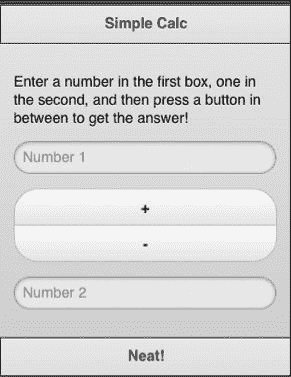 Simple Calc
Enter a number in the first box, one in
the second, and then press a button in
between to get the answer!
Number 1
+
-
Number 2
Neat!